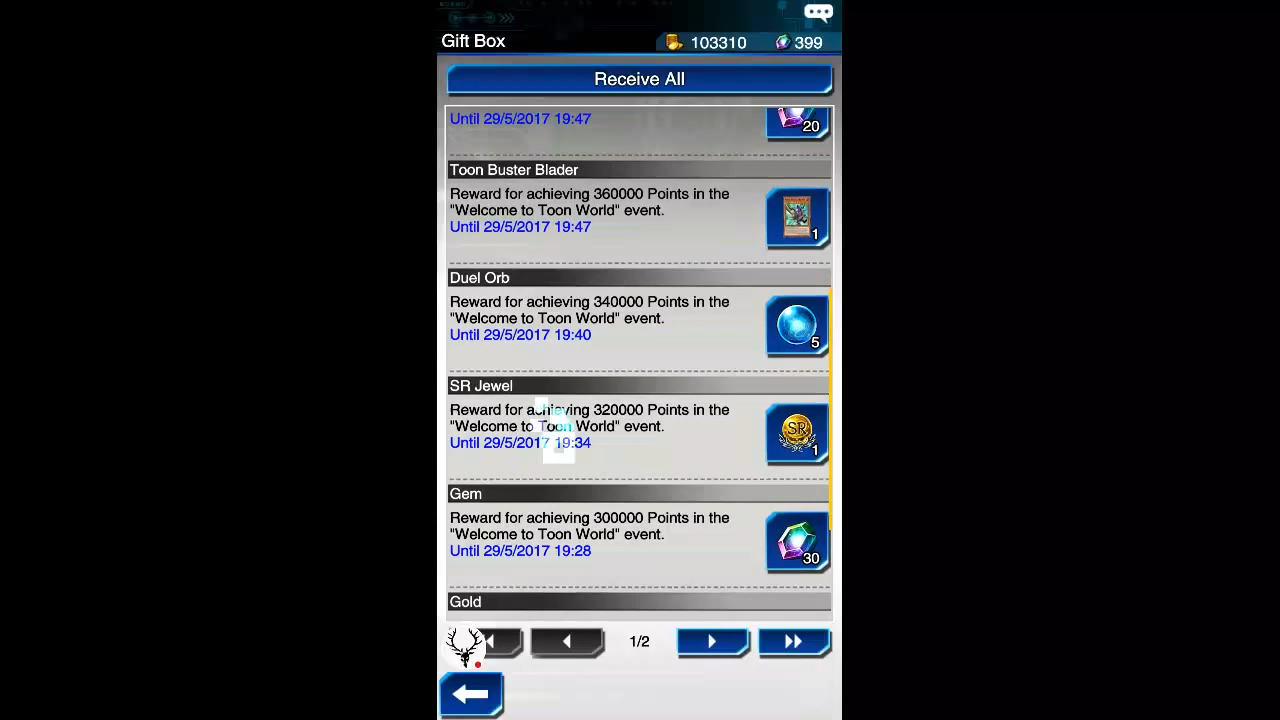 Gift Box
103310
399
Receive All
Until 29/5/2017 19:47
20
Toon Buster Blader
Reward for achieving 360000 Points in the
"Welcome to Toon World" event.
Until 29/5/2017 19:47
1
Duel Orb
Reward for achieving 340000 Points in the
"Welcome to Toon World" event.
Until 29/5/2017 19:40
5
SR Jewel
Reward for achieving 320000 Points in the
"Welcome to Toon World" event.
Until 29/5/2017 19:34
SR
1
Gem
Reward for achieving 300000 Points in the
"Welcome to Toon World" event.
Until 29/5/2017 19:28
30
Gold
1/2